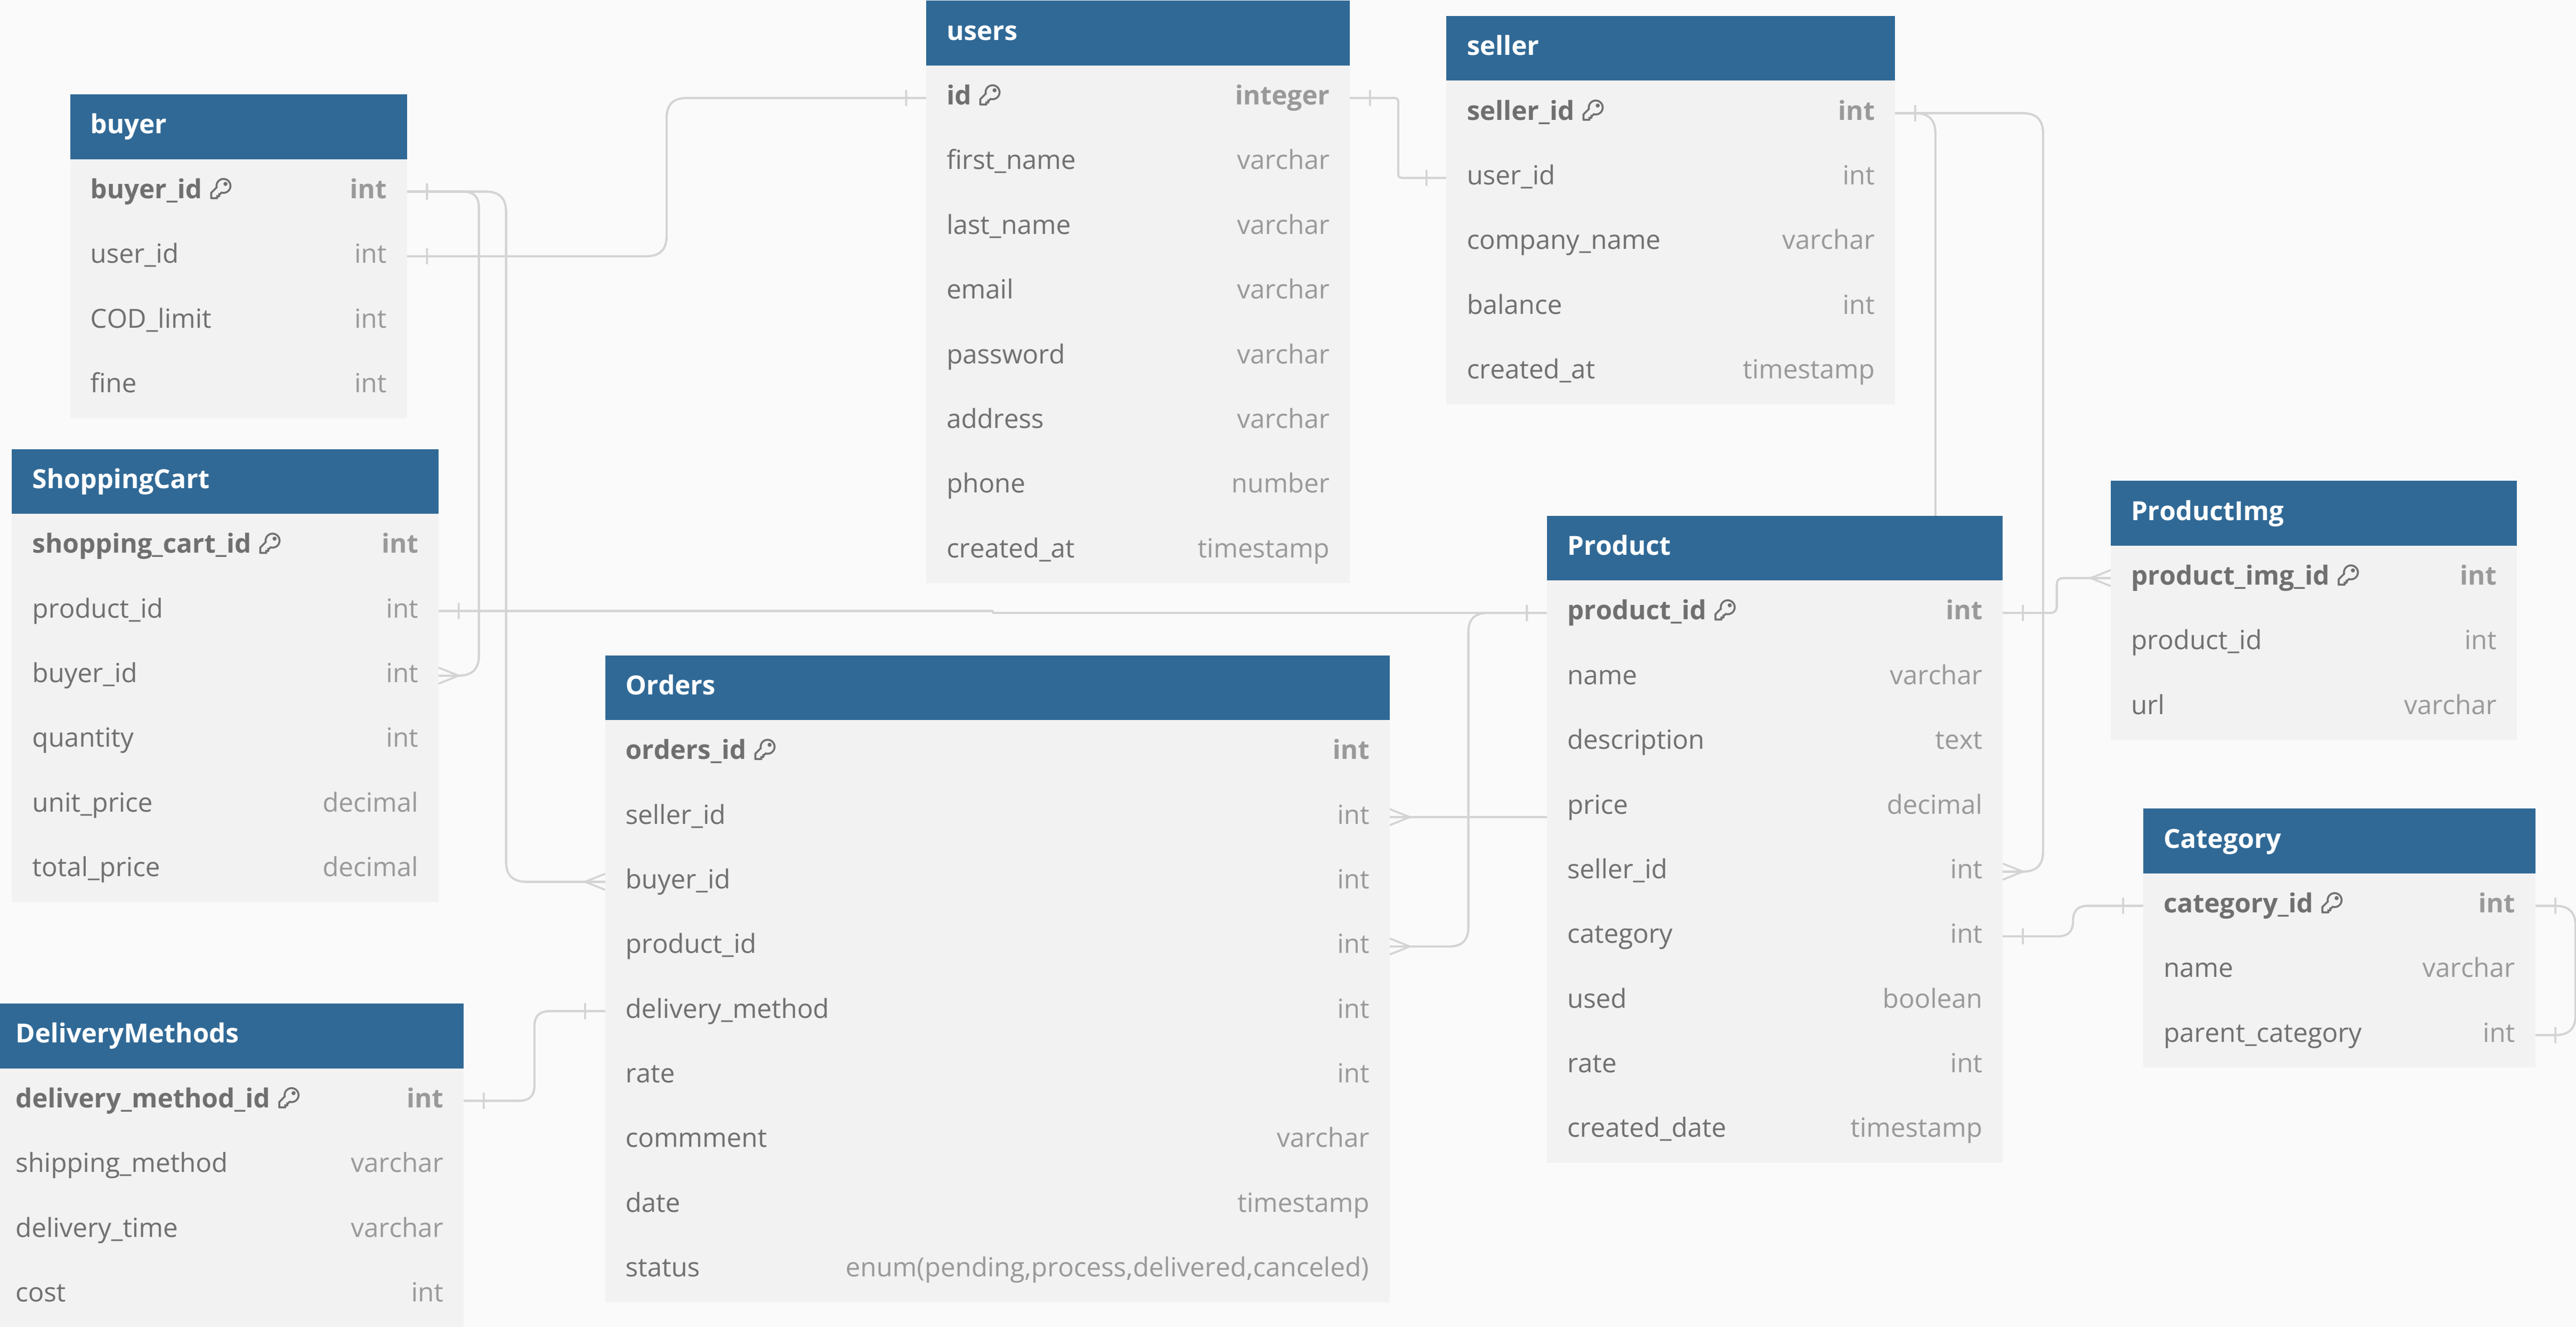 users
id integer
first_name varchar
last_name varchar
email varchar
password varchar
address varchar
phone number
created_at timestamp
seller
seller_id int
user_id int
company_name varchar
balance int
created_at timestamp
buyer
buyer_id int
user_id int
COD_limit int
fine int
ShoppingCart
shopping_cart_id int
product_id int
buyer_id int
quantity int
unit_price decimal
total_price decimal
Orders
orders_id int
seller_id int
buyer_id int
product_id int
delivery_method int
rate int
commment varchar
date timestamp
status enum(pending,process,delivered,canceled)
Product
product_id int
name varchar
description text
price decimal
seller_id int
category int
used boolean
rate int
created_date timestamp
ProductImg
product_img_id int
product_id int
url varchar
Category
category_id int
name varchar
parent_category int
DeliveryMethods
delivery_method_id int
shipping_method varchar
delivery_time varchar
cost int